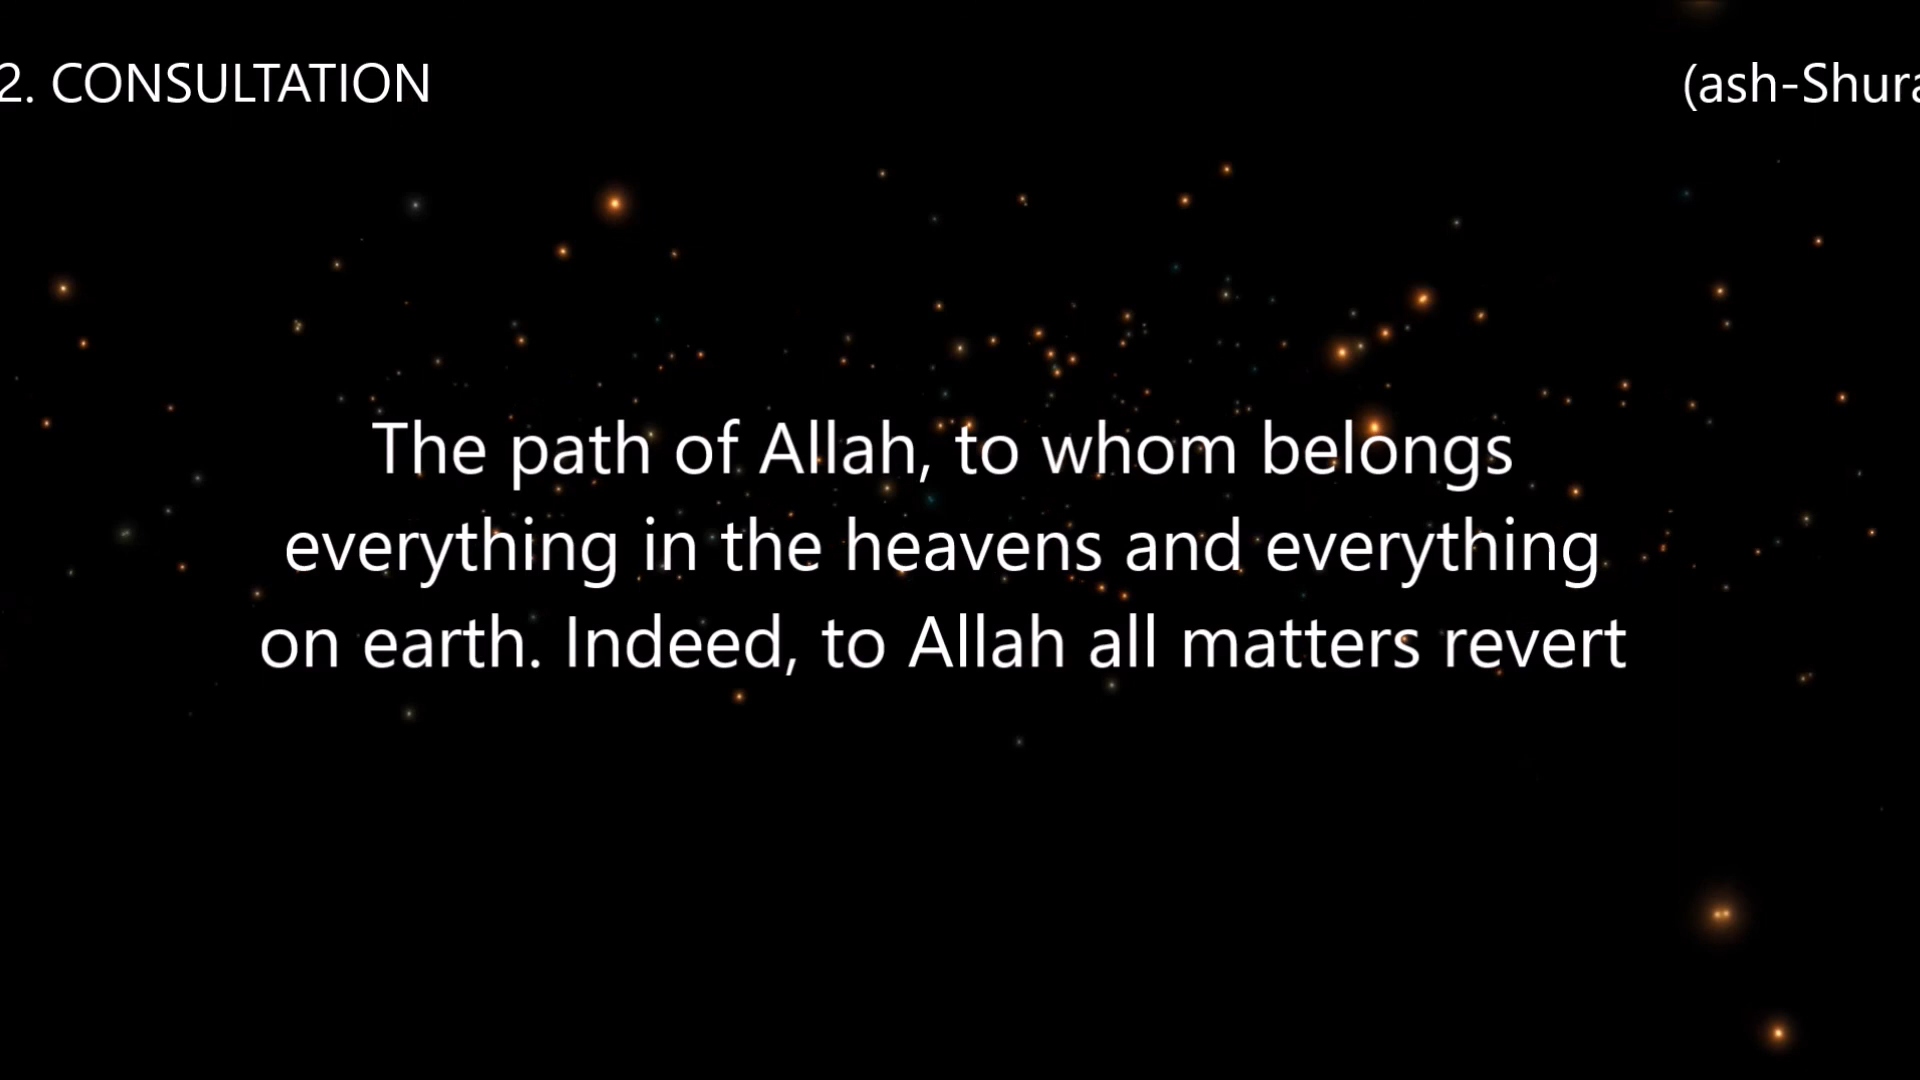 2. CONSULTATION
(ash-Shura
The path of Allah, to whom belongs
everything in the heavens and everything
on earth. Indeed, to Allah all matters revert